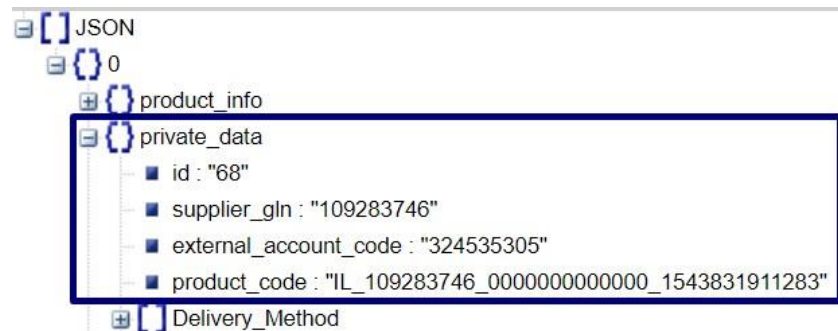 JSON
0
product_info
private_data
id : "68"
supplier_gln : "109283746"
external_account_code : "324535305"
product_code : "IL_109283746_0000000000000_1543831911283"
Delivery_Method